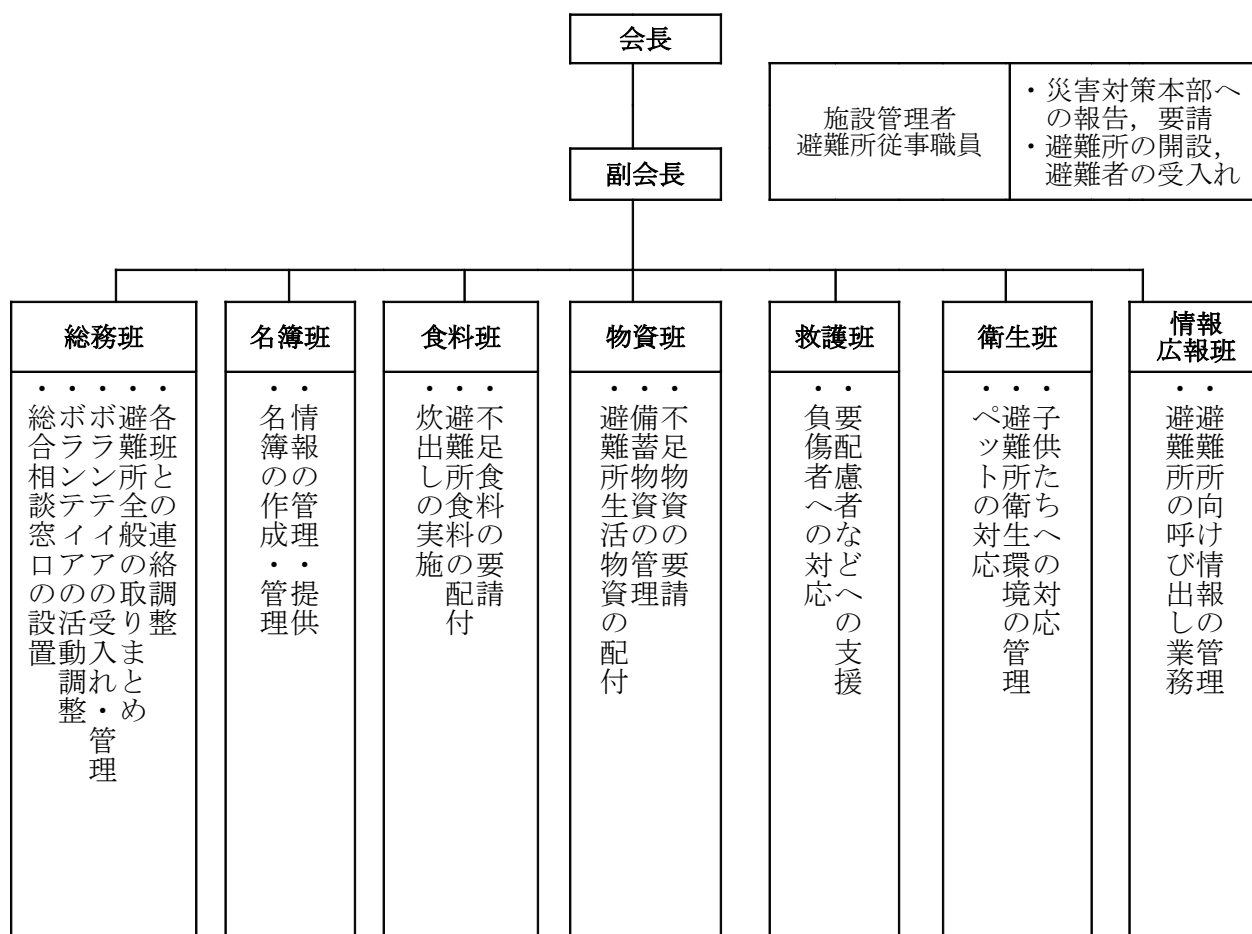 会長
施設管理者
避難所従事職員
・災害対策本部へ
の報告，要請
・避難所の開設，
避難者の受入れ
副会長
総務班
・各班との連絡調整
・避難所全般の取りまとめ
・ボランティアの受入れ・管理
・ボランティアの活動調整
・総合相談窓口の設置
名簿班
・情報の管理・提供
・名簿の作成・管理
食料班
・不足食料の要請
・避難所食料の配付
・炊出しの実施
物資班
・不足物資の要請
・備蓄物資の管理
・避難所生活物資の配付
救護班
・要配慮者などへの支援
・負傷者への対応
衛生班
・子供たちへの対応
・避難所衛生環境の管理
・ペットの対応
情報
広報班
・避難所向け情報の管理
・避難所の呼び出し業務